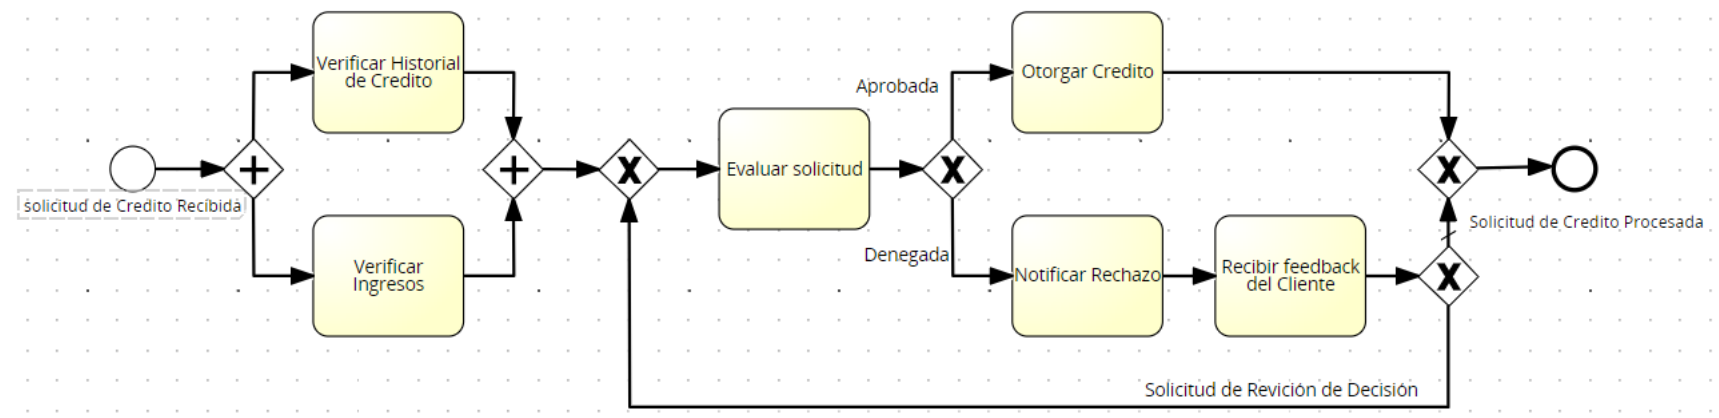 solicitud de Credito Recibida
Verificar Historial
de Credito
Verificar
Ingresos
Evaluar solicitud
Aprobada
Denegada
Otorgar Credito
Notificar Rechazo
Recibir feedback
del Cliente
Solicitud de Credito Procesada
Solicitud de Revición de Decisión